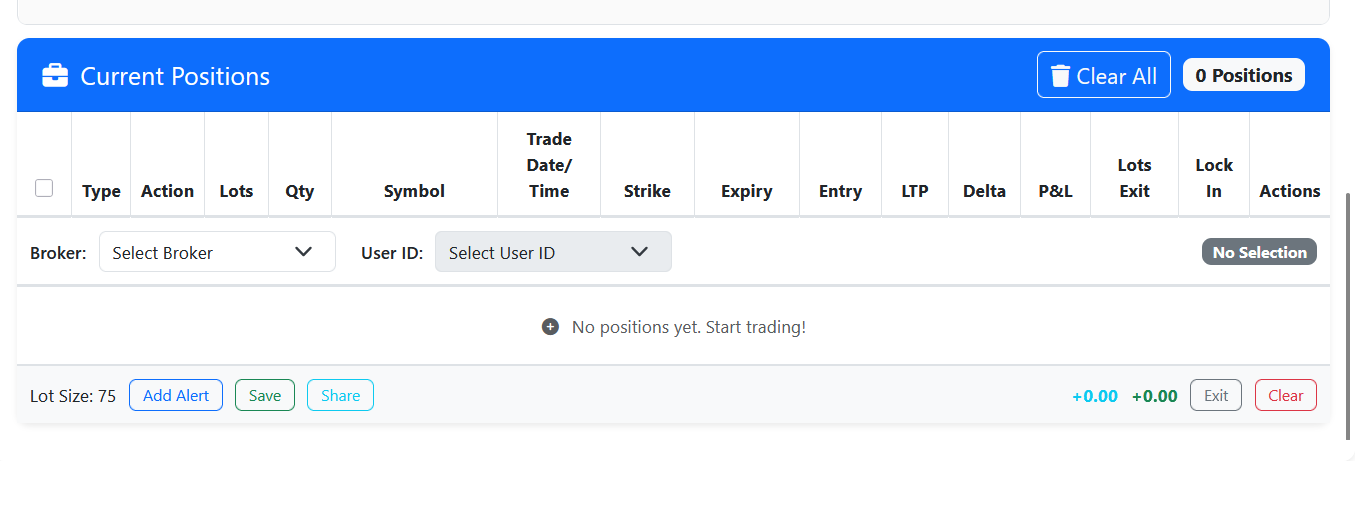 Current Positions
Clear All
0 Positions
Type
Action
Lots
Qty
Symbol
Trade
Date/
Time
Strike
Expiry
Entry
LTP
Delta
P&L
Lots
Exit
Lock
In
Actions
Broker: Select Broker User ID: Select User ID No Selection
No positions yet. Start trading!
Lot Size: 75 Add Alert Save Share +0.00 +0.00 Exit Clear